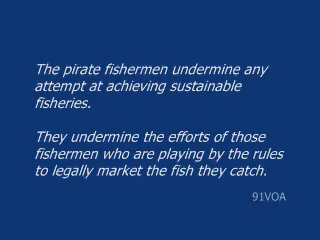 The pirate fishermen undermine any
attempt at achieving sustainable
fisheries.
They undermine the efforts of those
fishermen who are playing by the rules
to legally market the fish they catch.
91VOA